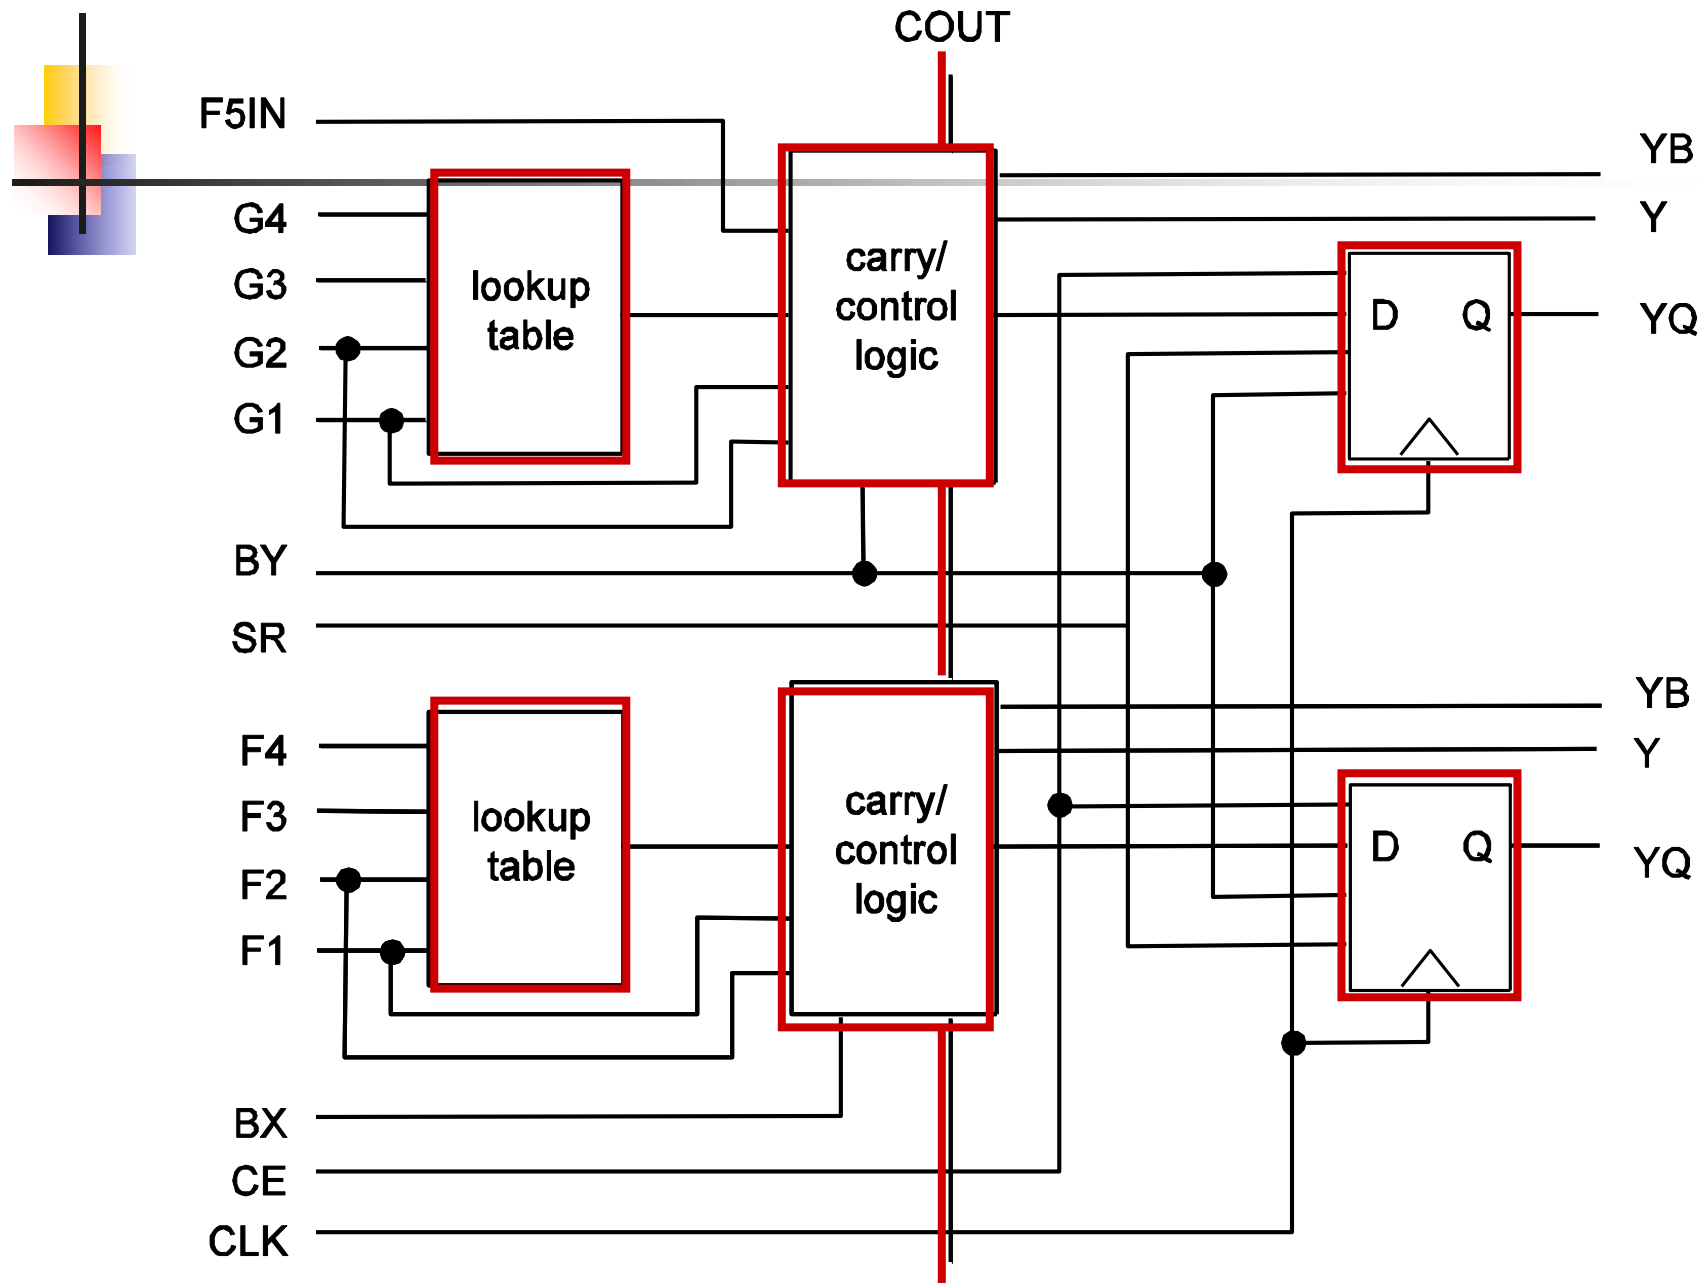 COUT
F5IN
YB
G4
Y
carry/
control
logic
lookup
table
G3
D
Q
YQ
G2
G1
BY
SR
YB
F4
Y
carry/
control
logic
lookup
table
F3
D
Q
YQ
F2
F1
BX
CE
CLK